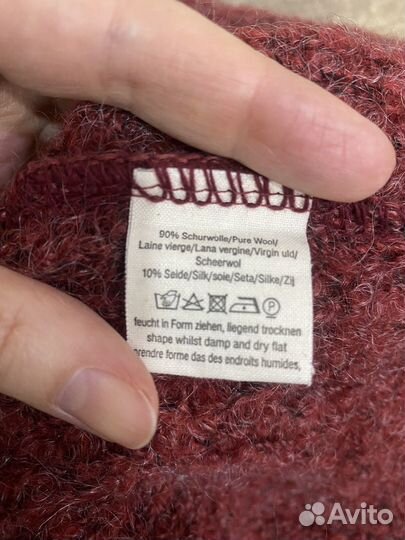 90% Schurwolle/Pure Wool/
Laine vierge/Lana vergine/Virgin uld/
Scheerwol
10% Seide/Silk/soie/Seta/Silke/Zij
P
feucht in Form ziehen, liegend trocknen
shape whilst damp and dry flat
prendre forme das des endroits humides,
Avito